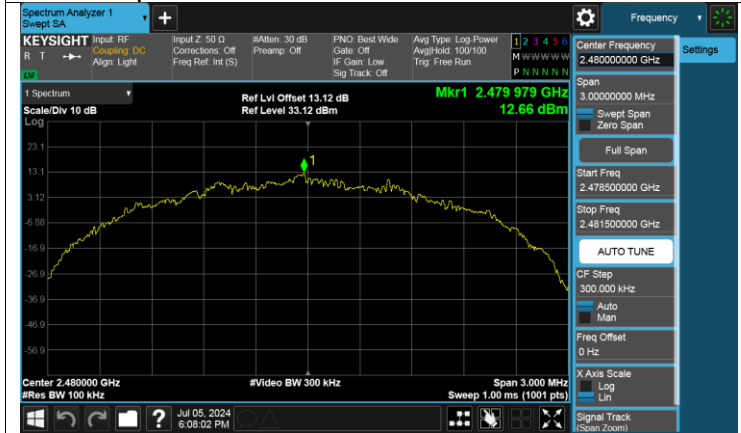 Spectrum Analyzer 1
Swept SA
+
Frequency
KEYSIGHT
R T
LXI
Input: RF
Coupling: DC
Align: Light
Input Z: 50 Ω
Corrections: Off
Freq Ref: Int (S)
#Atten: 30 dB
Preamp: Off
PNO: Best Wide
Gate: Off
IF Gain: Low
Sig Track: Off
Avg Type: Log-Power
Avg|Hold: 100/100
Trig: Free Run
1 2 3 4 5 6
M W W W W W
P N N N N N
1 Spectrum
Scale/Div 10 dB
Log
Ref Lvl Offset 13.12 dB
Ref Level 33.12 dBm
Mkr1 2.479 979 GHz
12.66 dBm
23.1
13.1
3.12
-6.88
-16.9
-26.9
-36.9
-46.9
-56.9
1
Center 2.480000 GHz
#Res BW 100 kHz
#Video BW 300 kHz
Span 3.000 MHz
Sweep 1.00 ms (1001 pts)
Center Frequency
2.480000000 GHz
Settings
Span
3.00000000 MHz
Swept Span
Zero Span
Full Span
Start Freq
2.478500000 GHz
Stop Freq
2.481500000 GHz
AUTO TUNE
CF Step
300.000 kHz
Auto
Man
Freq Offset
0 Hz
X Axis Scale
Log
Lin
Signal Track
(Span Zoom)
?
Jul 05, 2024
6:08:02 PM